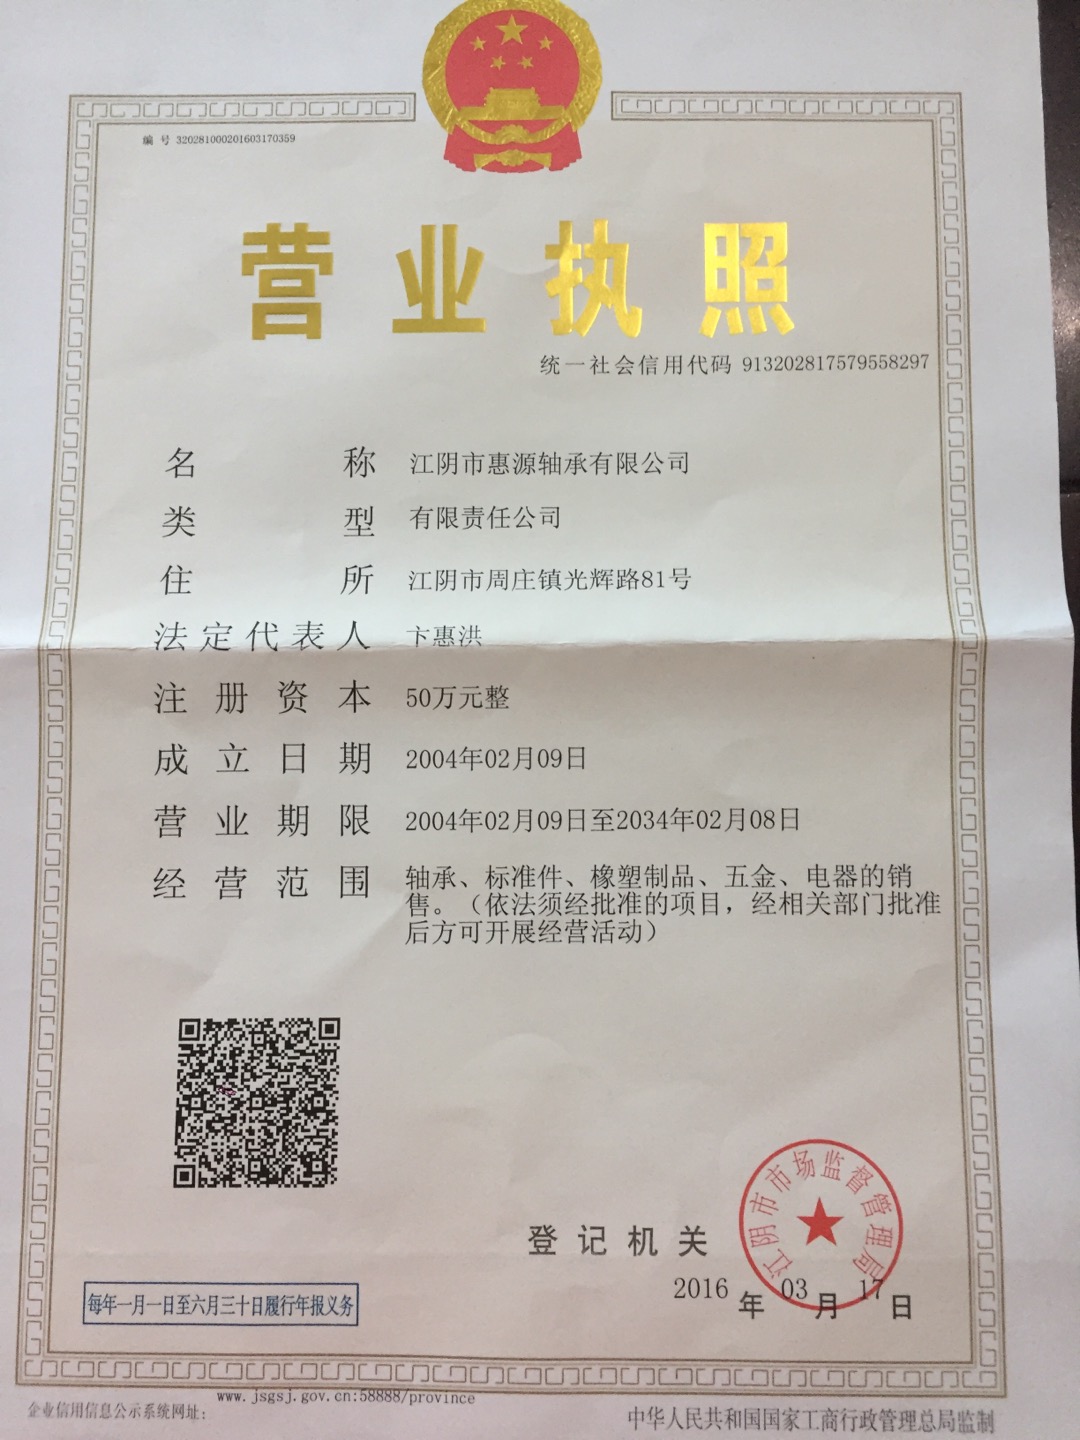 编 号 320281000201603170359
营业执照
统一社会信用代码 913202817579558297
名称 江阴市惠源轴承有限公司
类型 有限责任公司
住所 江阴市周庄镇光辉路81号
法定代表人 卞惠洪
注册资本 50万元整
成立日期 2004年02月09日
营业期限 2004年02月09日至2034年02月08日
经营范围 轴承、标准件、橡塑制品、五金、电器的销
售。（依法须经批准的项目，经相关部门批准
后方可开展经营活动）
江阴市市场监督管理局
登记机关
2016年03月17日
每年一月一日至六月三十日履行年报义务
www.jsgsj.gov.cn:58888/province
企业信用信息公示系统网址：
中华人民共和国国家工商行政管理总局监制